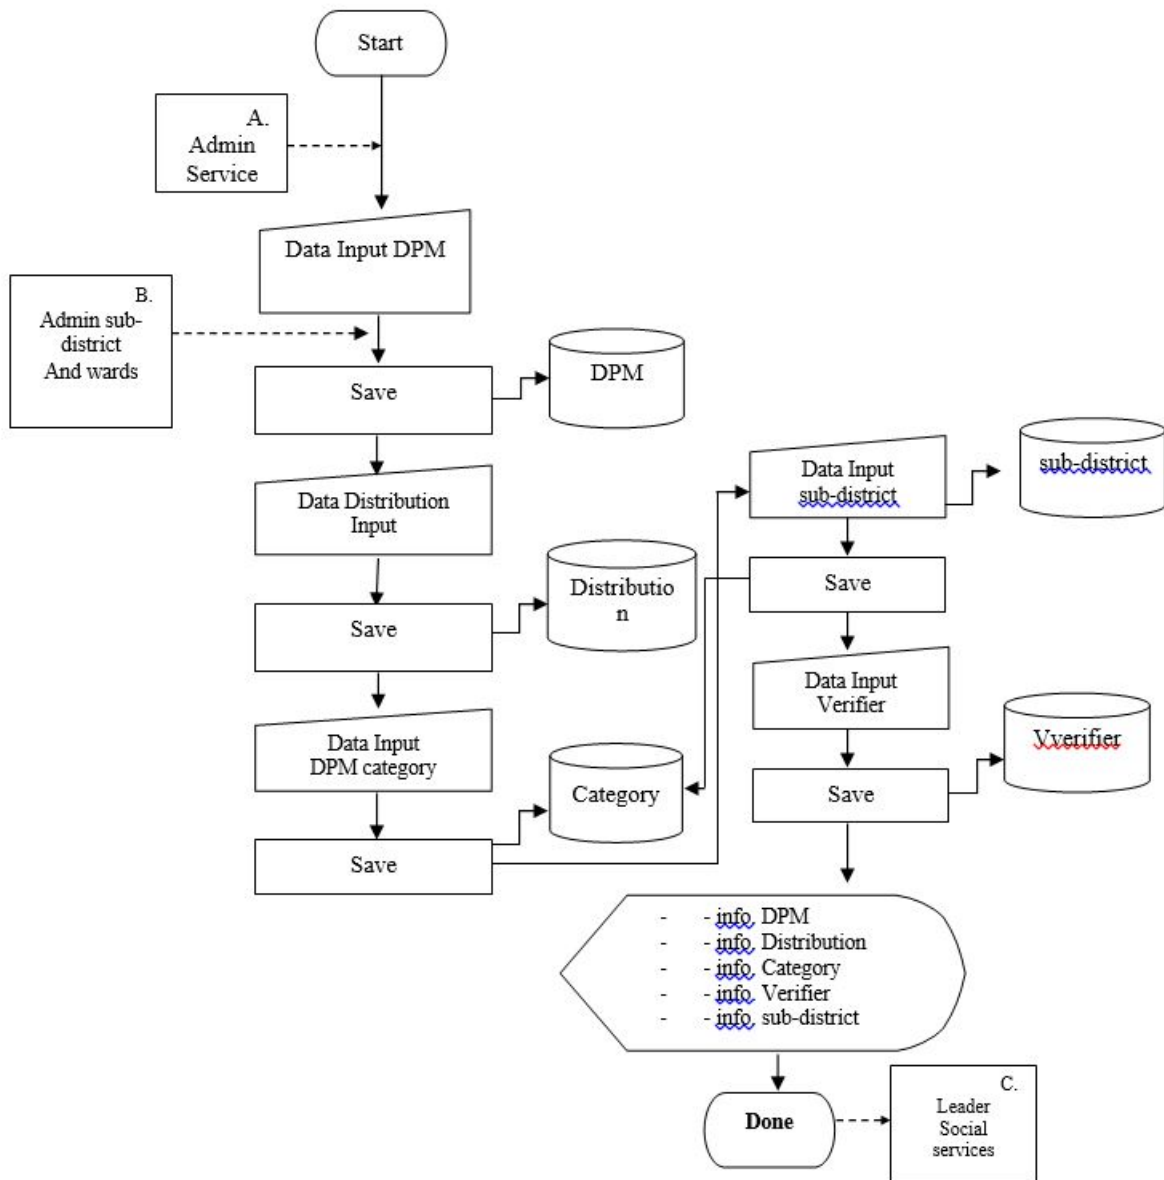 Start
A.
Admin
Service
Data Input DPM
B.
Admin sub-
district
And wards
Save
DPM
Data Distribution
Input
Save
Distributio
n
Data Input
DPM category
Save
Category
Data Input
sub-district
sub-district
Save
Data Input
Verifier
Save
Vverifier
- - info, DPM
- - info, Distribution
- - info, Category
- - info, Verifier
- - info, sub-district
Done
C.
Leader
Social
services